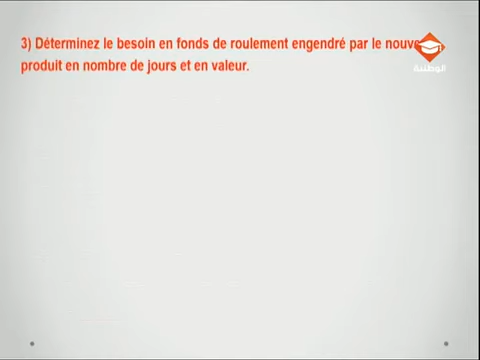 3) Déterminez le besoin en fonds de roulement engendré par le nouve
produit en nombre de jours et en valeur.
الوطنية